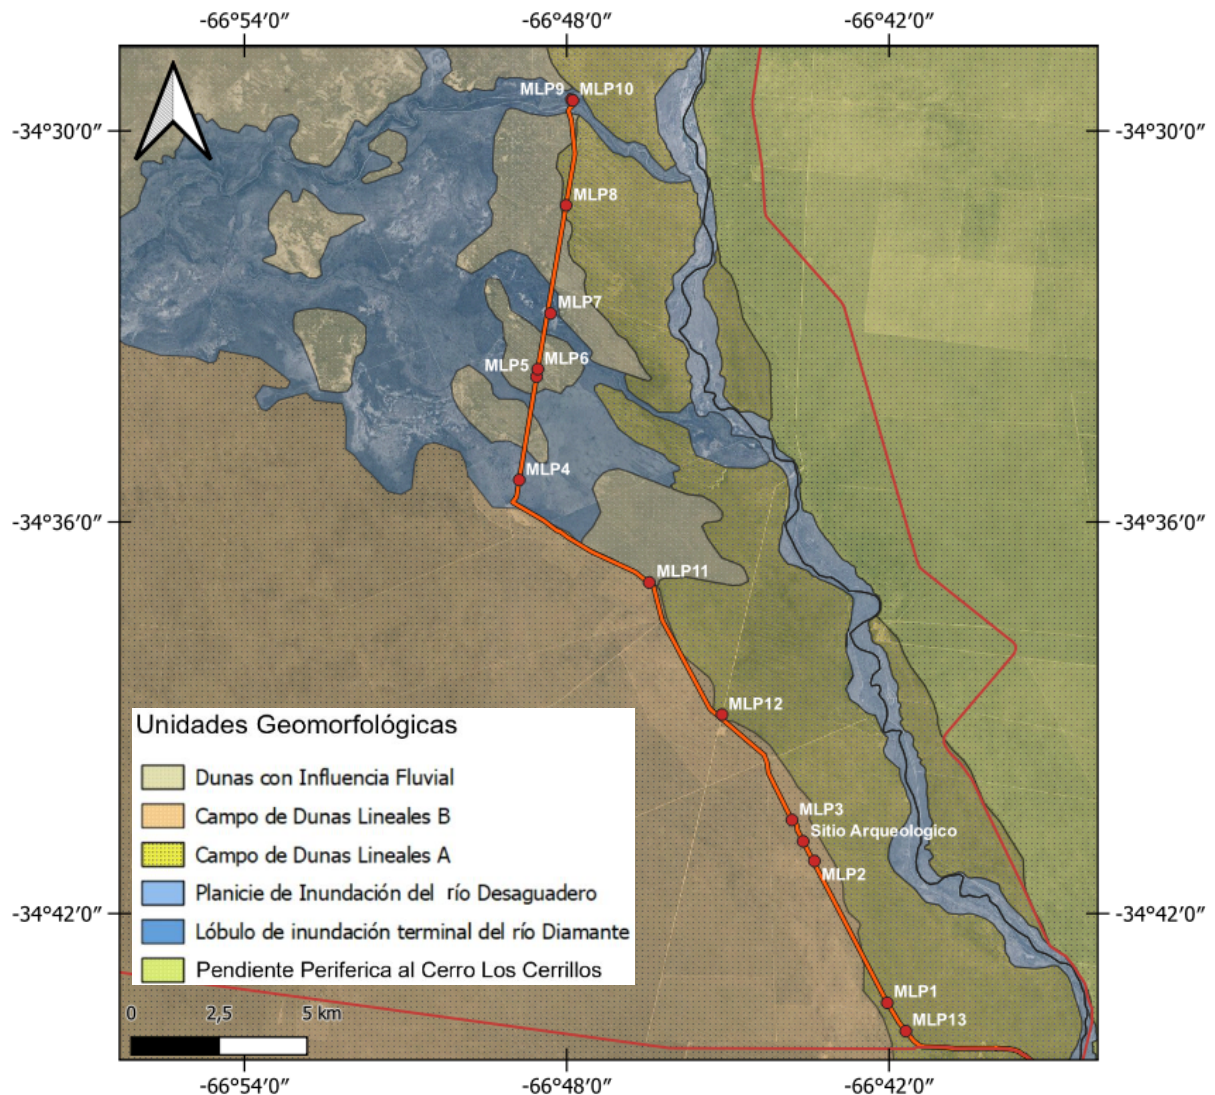 -66°54′0″ -66°48′0″ -66°42′0″
MLP9 MLP10
-34°30′0″ -34°30′0″
MLP8
MLP7
MLP5 MLP6
MLP4
-34°36′0″ -34°36′0″
MLP11
MLP12
MLP3
Sitio Arqueologico
MLP2
-34°42′0″ -34°42′0″
MLP1
MLP13
Unidades Geomorfológicas
Dunas con Influencia Fluvial
Campo de Dunas Lineales B
Campo de Dunas Lineales A
Planicie de Inundación del río Desaguadero
Lóbulo de inundación terminal del río Diamante
Pendiente Periferica al Cerro Los Cerrillos
0 2,5 5 km
-66°54′0″ -66°48′0″ -66°42′0″